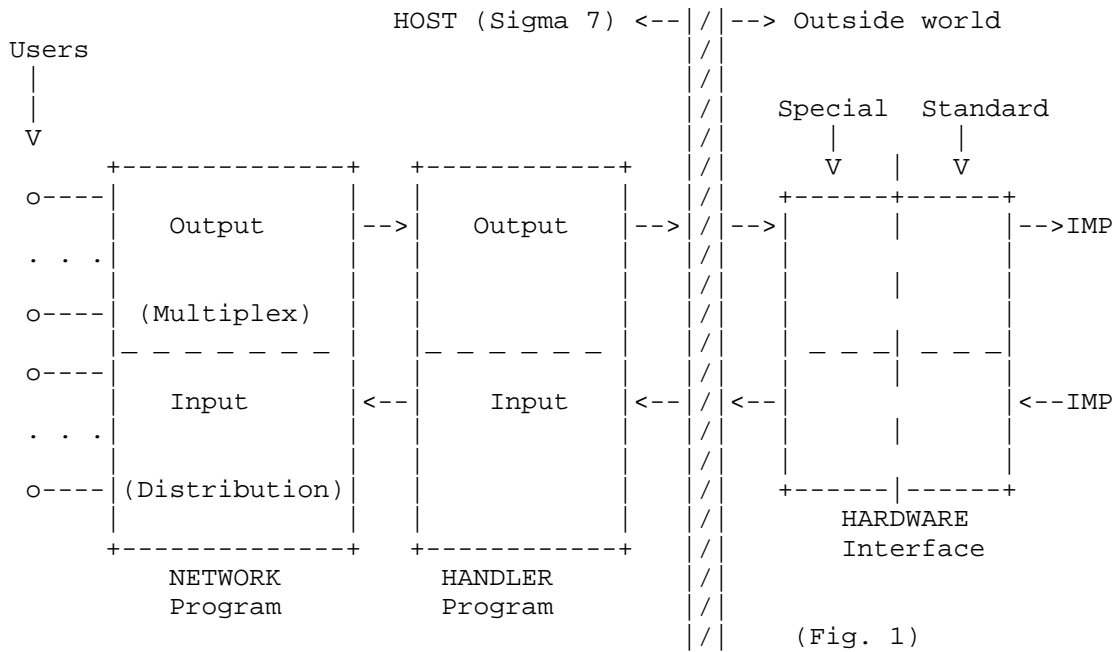 HOST (Sigma 7) <--|/|--> Outside world
Users |/|
| |/|
| |/| Special Standard
V |/| | |
+--------------+ +------------+ |/| V | V
o----| | | | |/| +------+------+
| Output |-->| Output |-->|/|-->| | |-->IMP
. . .| | | | |/| | |
| | | | |/| | | |
o----| (Multiplex) | | | |/| | |
|_ _ _ _ _ _ _ | |_ _ _ _ _ _ | |/| | _ _ _| _ _ _|
o----| | | | |/| | | |
| Input |<--| Input |<--|/|<--| |<--IMP
. . .| | | | |/| | | |
| | | | |/| | |
o----|(Distribution)| | | |/| +------|------+
| | | | |/| HARDWARE
+--------------+ +------------+ |/| Interface
NETWORK HANDLER |/|
Program Program |/|
|/| (Fig. 1)